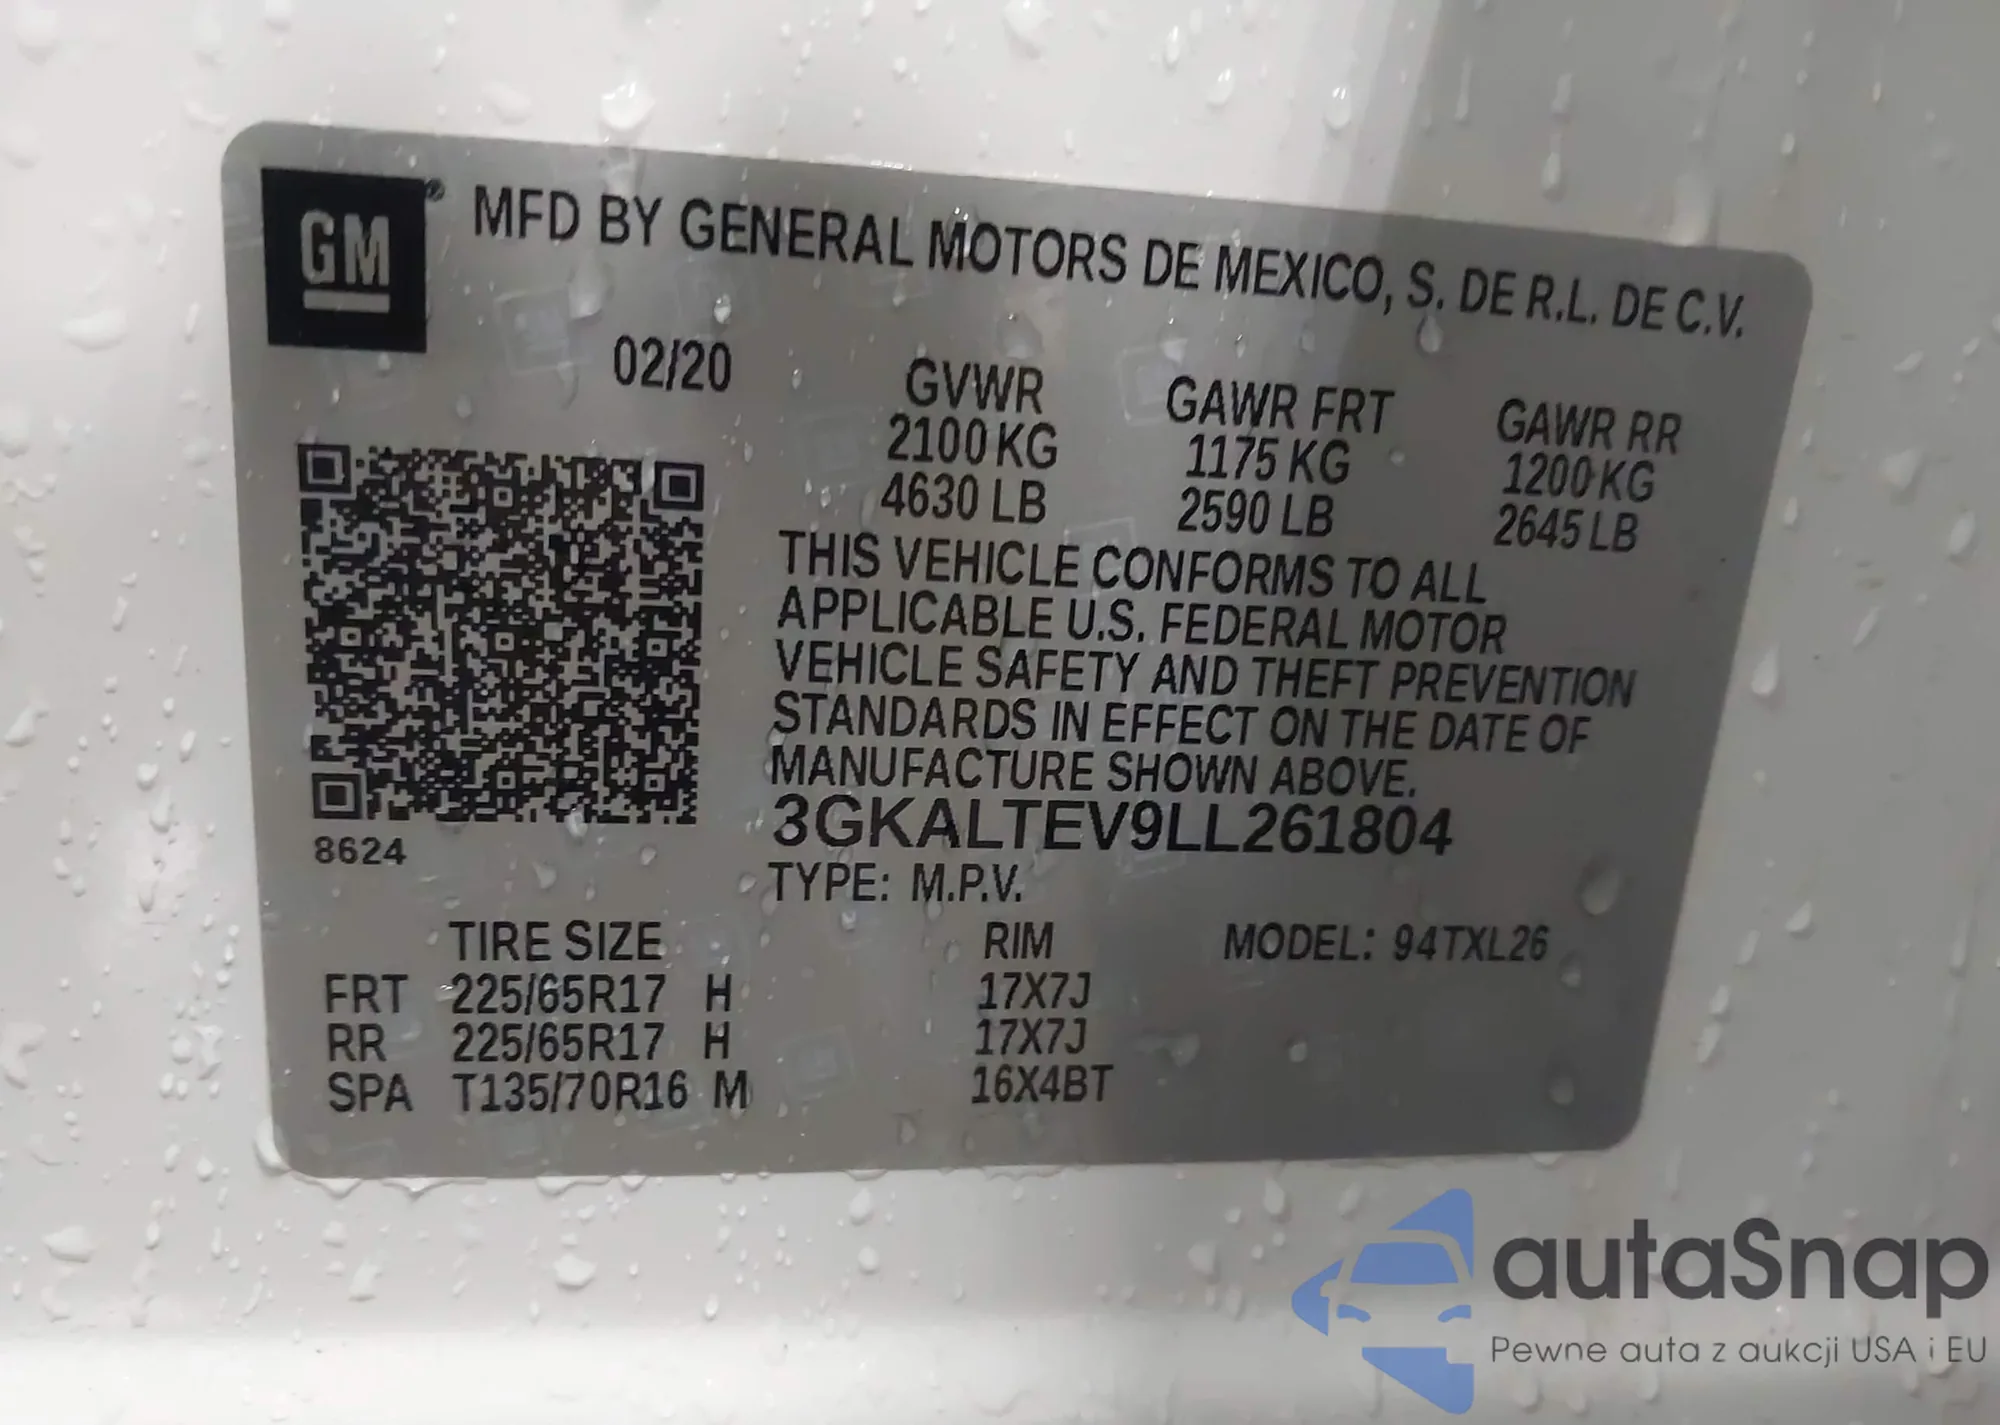 GM® MFD BY GENERAL MOTORS DE MEXICO, S. DE R.L. DE C.V.
02/20
GVWR GAWR FRT GAWR RR
2100 KG 1175 KG 1200 KG
4630 LB 2590 LB 2645 LB
THIS VEHICLE CONFORMS TO ALL
APPLICABLE U.S. FEDERAL MOTOR
VEHICLE SAFETY AND THEFT PREVENTION
STANDARDS IN EFFECT ON THE DATE OF
MANUFACTURE SHOWN ABOVE.
3GKALTEV9LL261804
8624
TYPE: M.P.V.
TIRE SIZE RIM MODEL: 94TXL26
FRT 225/65R17 H 17X7J
RR 225/65R17 H 17X7J
SPA T135/70R16 M 16X4BT
autaSnap
Pewne auta z aukcji USA i EU